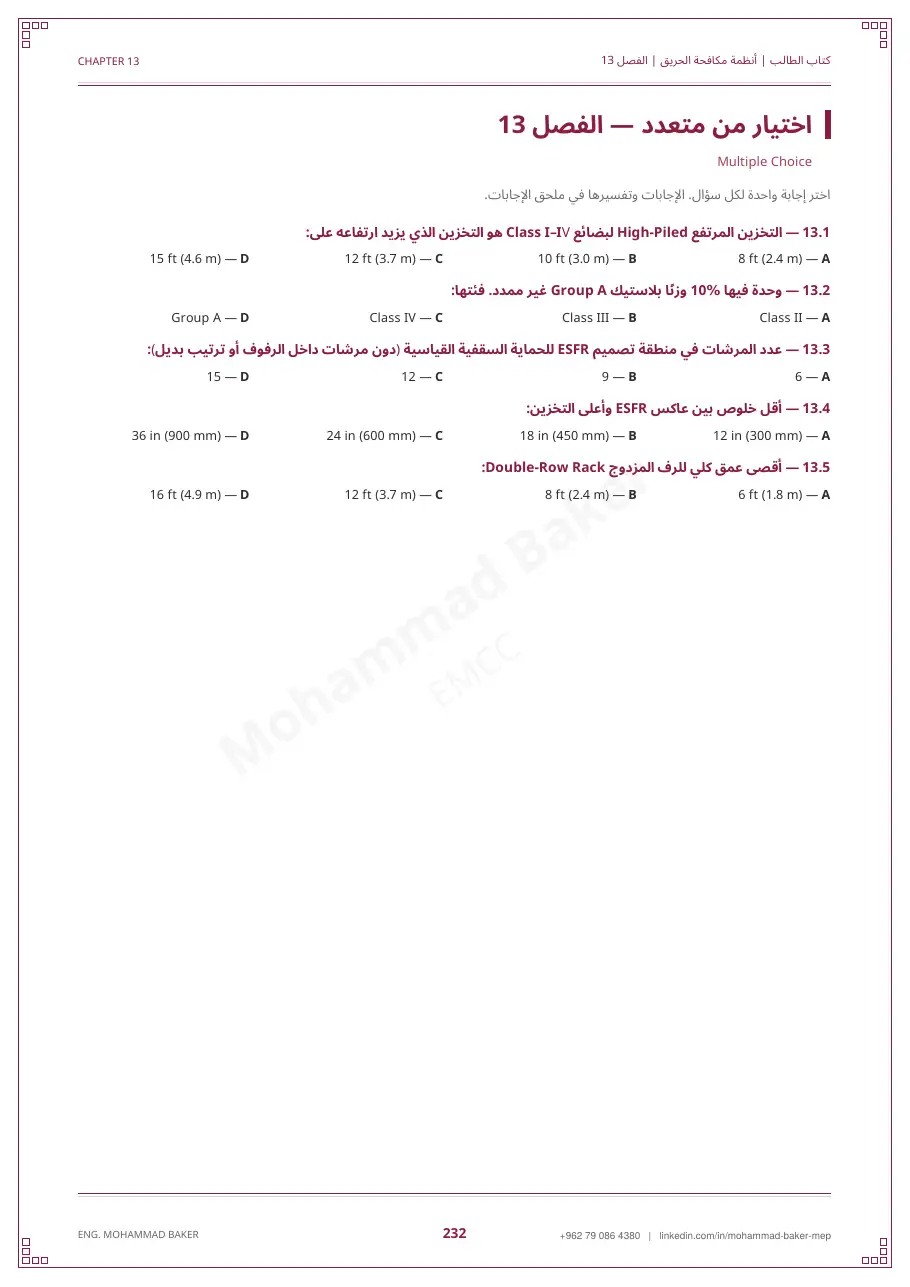 كتاب الطالب | أنظمة مكافحة الحريق | الفصل 13
CHAPTER 13
اختيار من متعدد — الفصل 13
Multiple Choice
اختر إجابة واحدة لكل سؤال. الإجابات وتفسيرها في ملحق الإجابات.
13.1 — التخزين المرتفع High-Piled لبضائع Class I–IV هو التخزين الذي يزيد ارتفاعه على:
A — 8 ft (2.4 m) B — 10 ft (3.0 m) C — 12 ft (3.7 m) D — 15 ft (4.6 m)
13.2 — وحدة فيها 10% وزنًا بلاستيك Group A غير ممدد. فئتها:
A — Class II B — Class III C — Class IV D — Group A
13.3 — عدد المرشات في منطقة تصميم ESFR للحماية السقفية القياسية (دون مرشات داخل الرفوف أو ترتيب بديل):
A — 6 B — 9 C — 12 D — 15
13.4 — أقل خلوص بين عاكس ESFR وأعلى التخزين:
A — 12 in (300 mm) B — 18 in (450 mm) C — 24 in (600 mm) D — 36 in (900 mm)
13.5 — أقصى عمق كلي للرف المزدوج Double-Row Rack:
A — 6 ft (1.8 m) B — 8 ft (2.4 m) C — 12 ft (3.7 m) D — 16 ft (4.9 m)
Mohammad Baker
EMCC
ENG. MOHAMMAD BAKER
232
+962 79 086 4380 | linkedin.com/in/mohammad-baker-mep